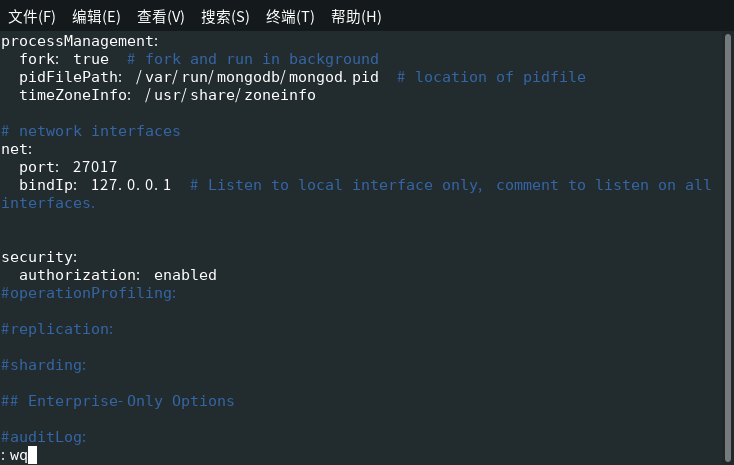 文件(F) 编辑(E) 查看(V) 搜索(S) 终端(T) 帮助(H)
processManagement:
  fork: true  # fork and run in background
  pidFilePath: /var/run/mongodb/mongod.pid  # location of pidfile
  timeZoneInfo: /usr/share/zoneinfo
# network interfaces
net:
  port: 27017
  bindIp: 127.0.0.1  # Listen to local interface only, comment to listen on all
interfaces.
security:
  authorization: enabled
#operationProfiling:
#replication:
#sharding:
## Enterprise-Only Options
#auditLog:
:wq